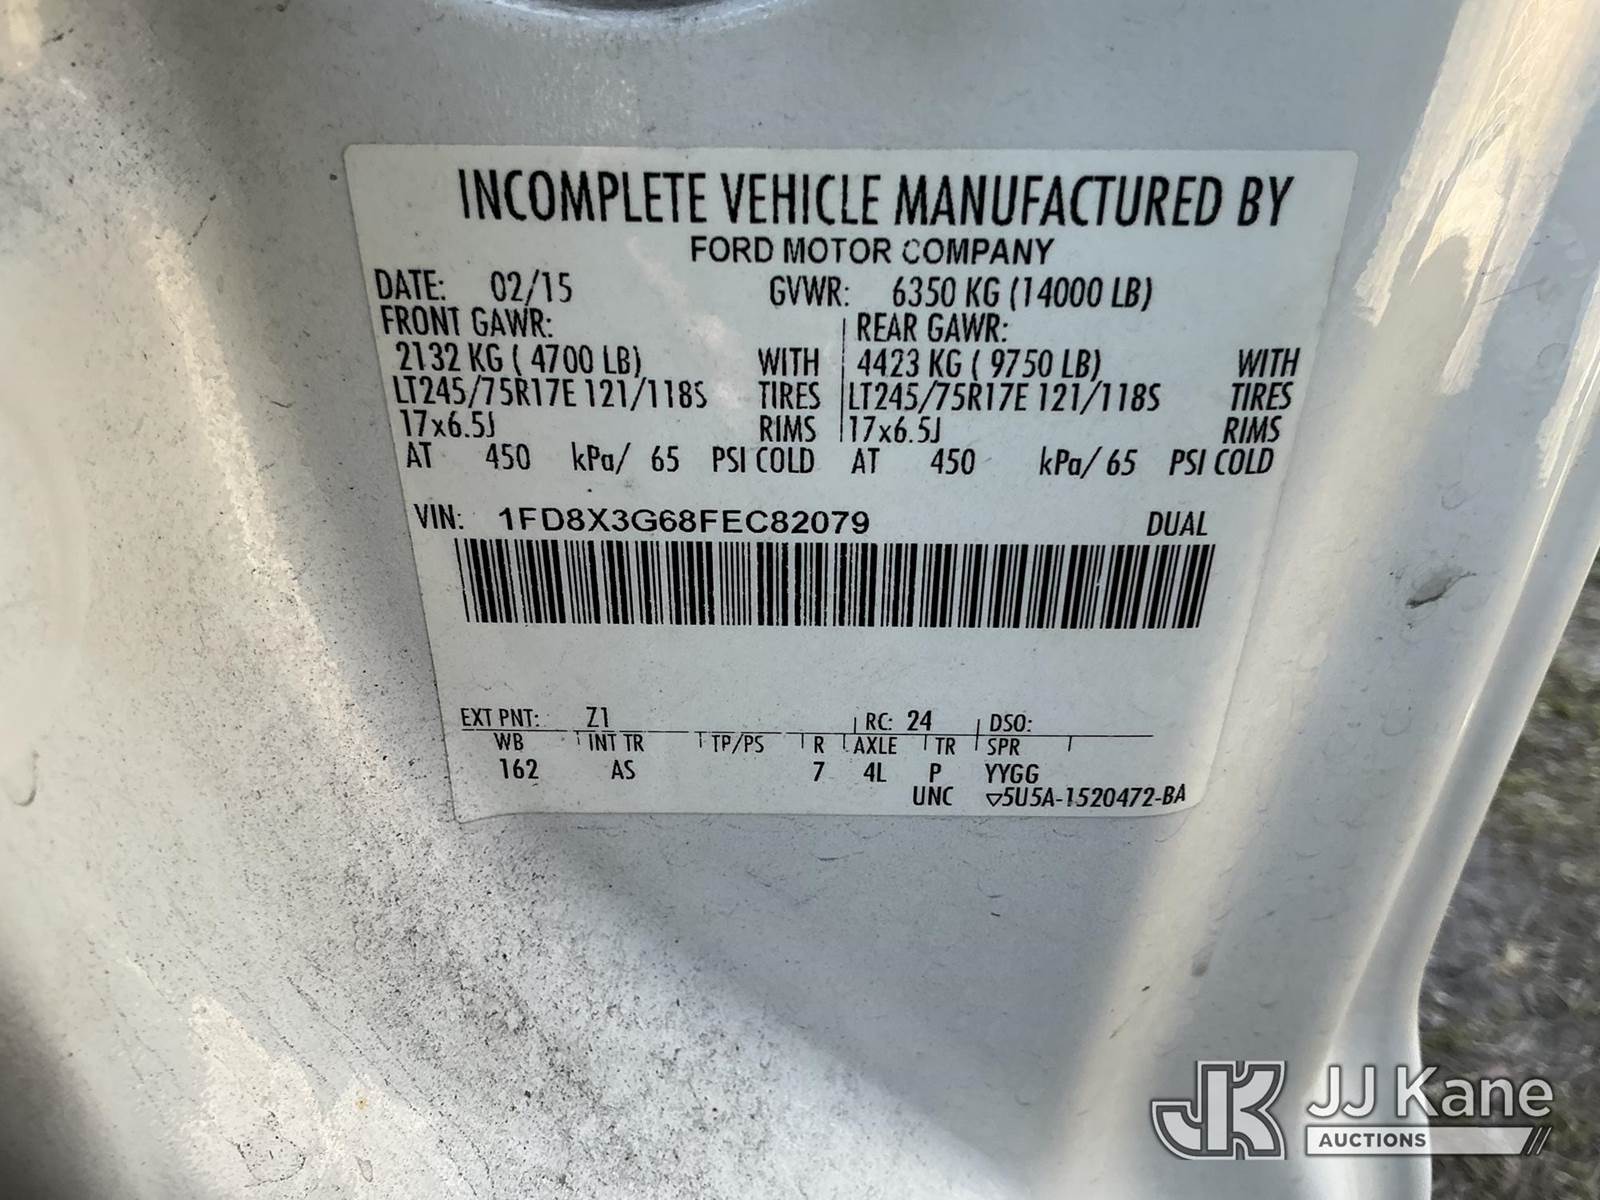 INCOMPLETE VEHICLE MANUFACTURED BY
FORD MOTOR COMPANY
DATE: 02/15 GVWR: 6350 KG (14000 LB)
FRONT GAWR: REAR GAWR:
2132 KG ( 4700 LB) WITH 4423 KG ( 9750 LB) WITH
LT245/75R17E 121/118S TIRES LT245/75R17E 121/118S TIRES
17x6.5J RIMS 17x6.5J RIMS
AT 450 kPa/ 65 PSI COLD AT 450 kPa/ 65 PSI COLD
VIN: 1FD8X3G68FEC82079 DUAL
EXT PNT: Z1 RC: 24 DSO:
WB INT TR TP/PS R AXLE TR SPR
162 AS 7 4L P YYGG
UNC ▽5U5A-1520472-BA
JK JJ Kane
AUCTIONS